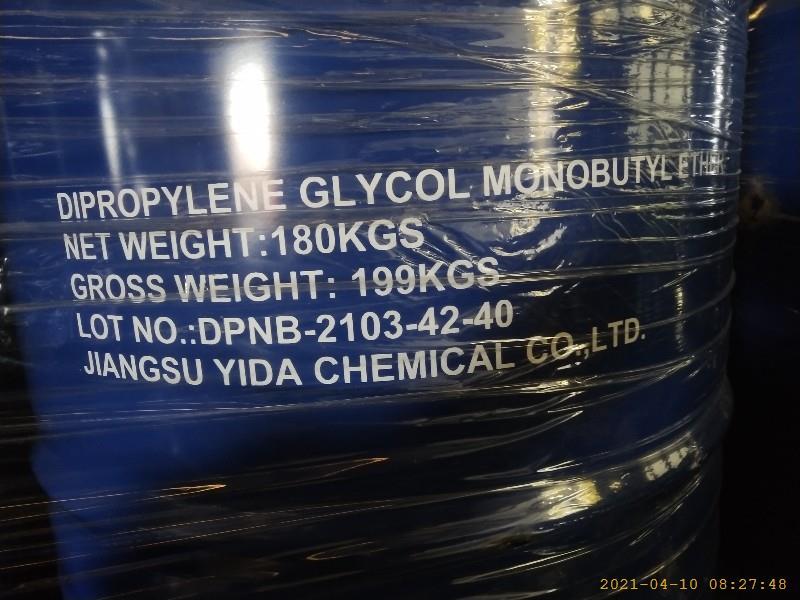 DIPROPYLENE GLYCOL MONOBUTYL ETHER
NET WEIGHT:180KGS
GROSS WEIGHT: 199KGS
LOT NO.:DPNB-2103-42-40
JIANGSU YIDA CHEMICAL CO.,LTD.
2021-04-10 08:27:48